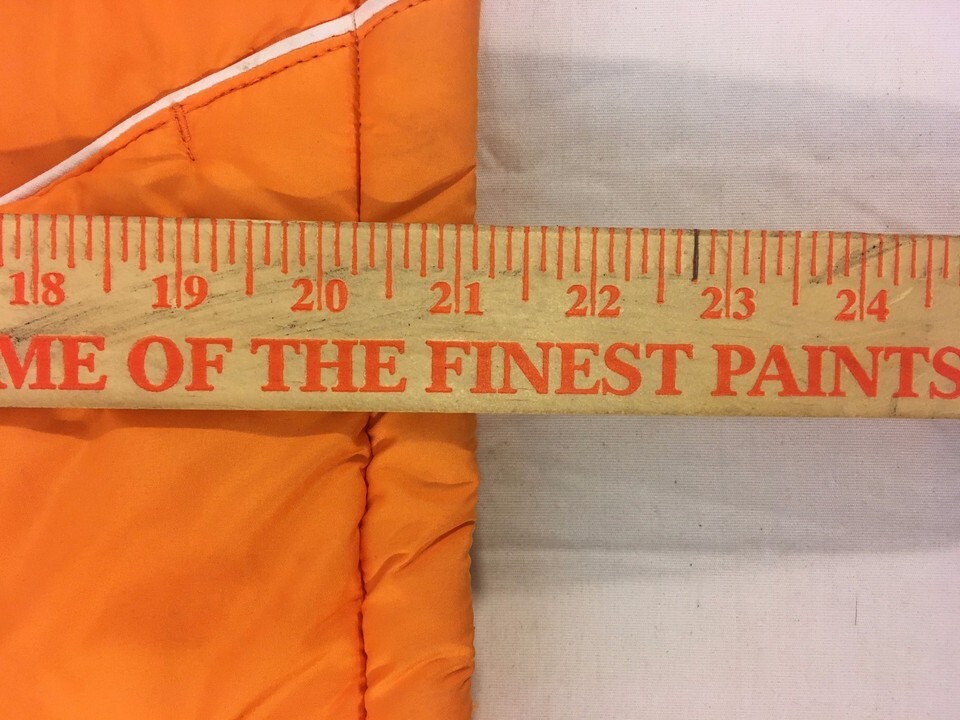 18 19 20 21 22 23 24
ME OF THE FINEST PAINTS